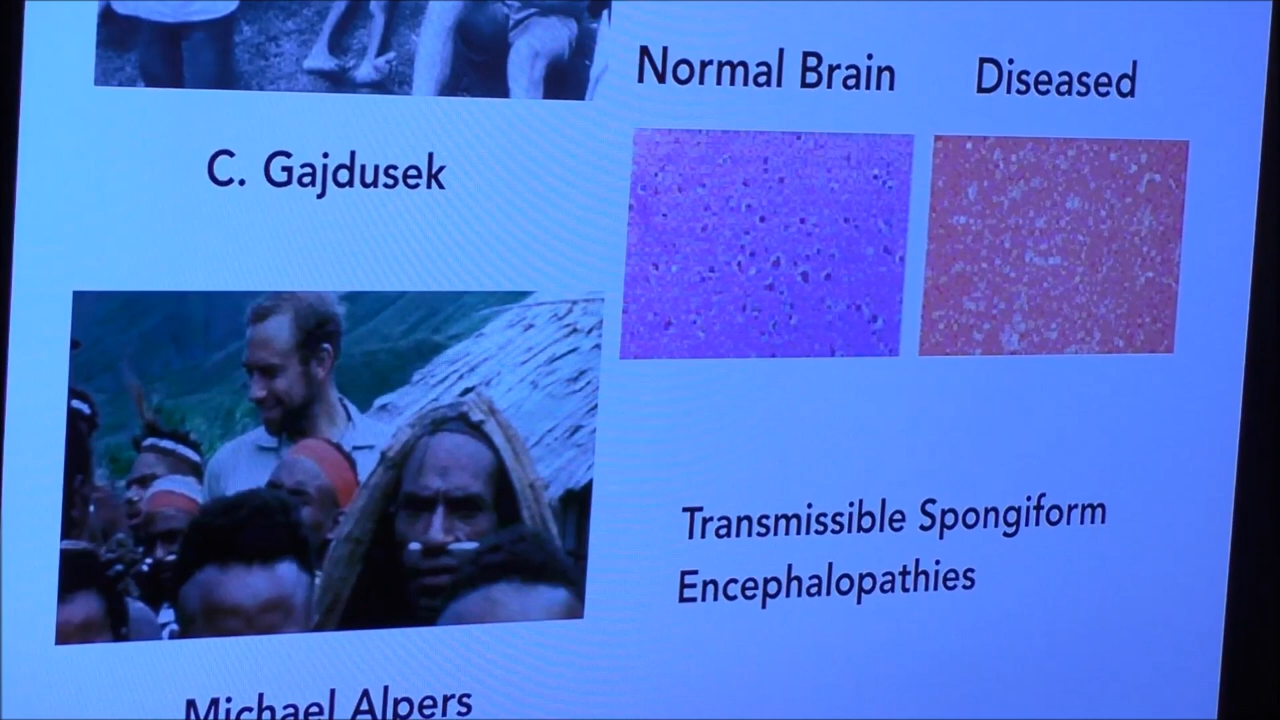 Normal Brain
Diseased
C. Gajdusek
Transmissible Spongiform
Encephalopathies
Michael Alpers